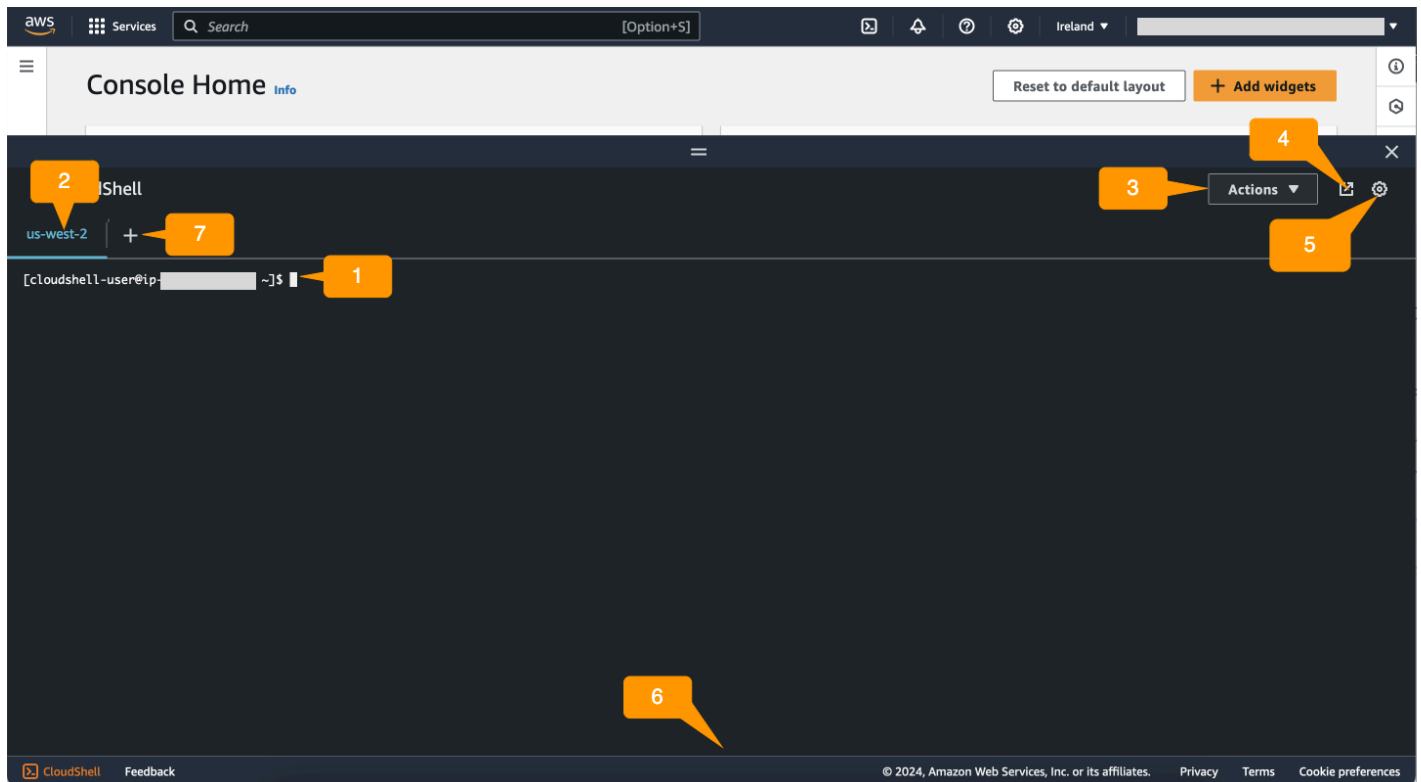 aws Services Search [Option+S] Ireland
Console Home Info Reset to default layout + Add widgets
4
2 Shell 3 Actions
us-west-2 + 7 5
[cloudshell-user@ip- ~]$ 1
6
CloudShell Feedback © 2024, Amazon Web Services, Inc. or its affiliates. Privacy Terms Cookie preferences